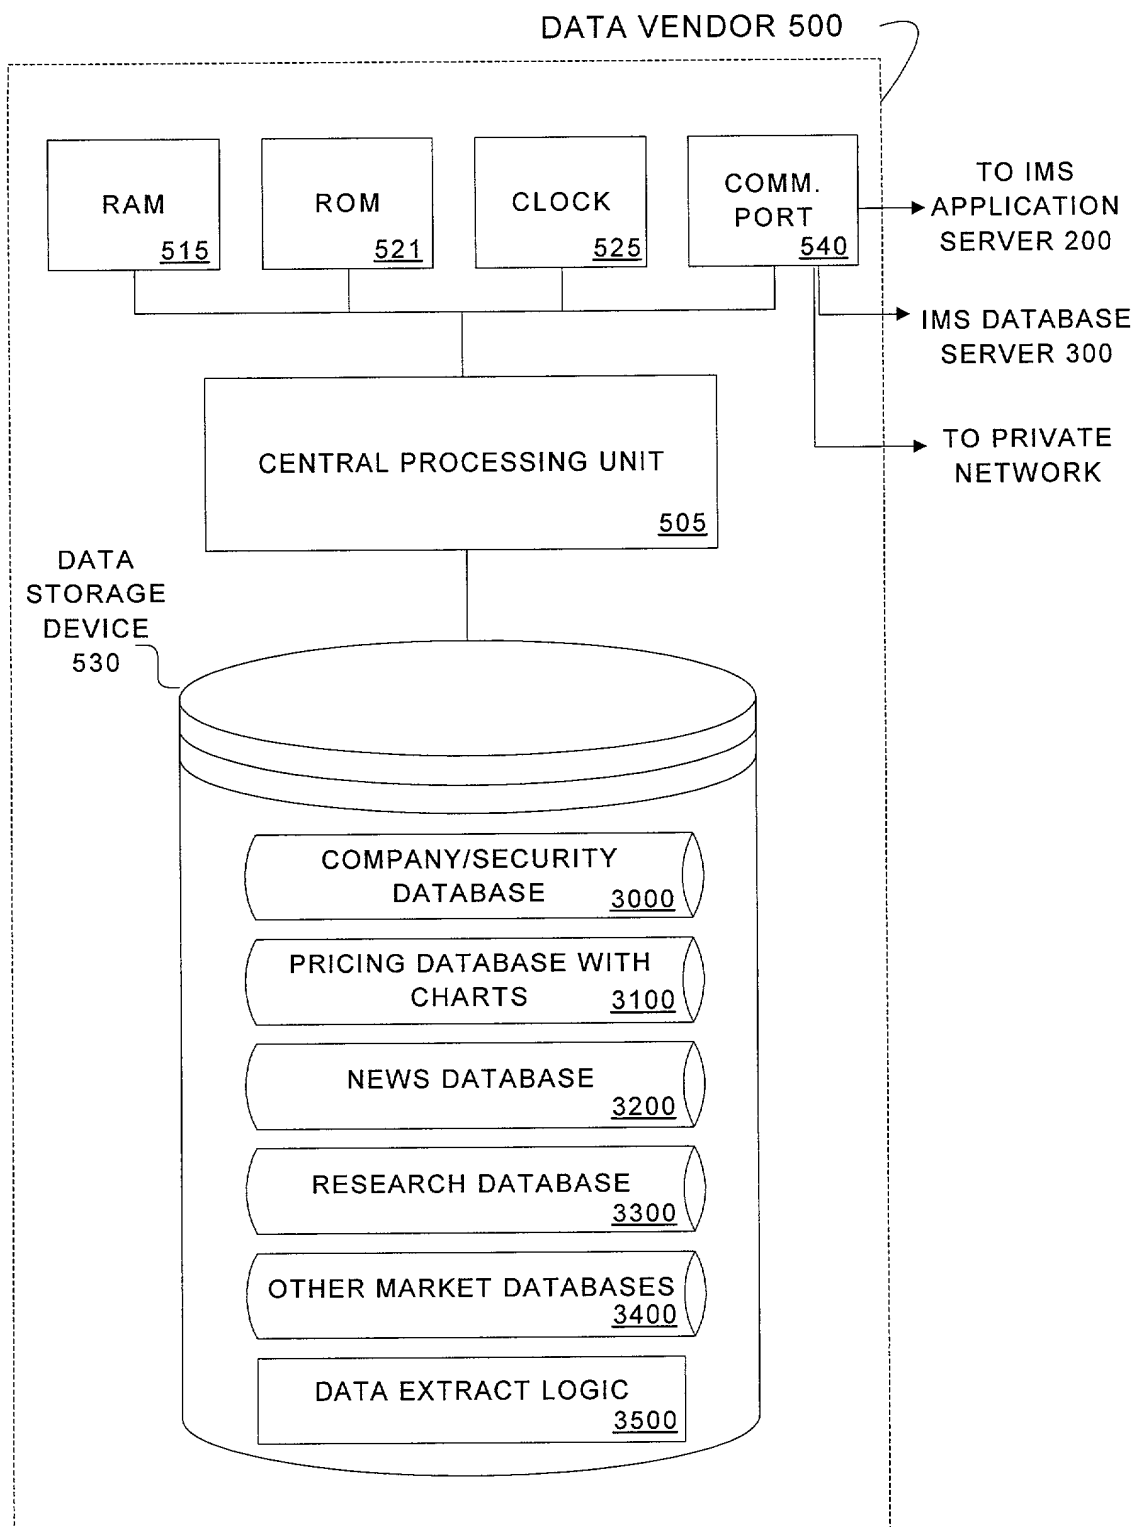 DATA VENDOR 500
RAM
515
ROM
521
CLOCK
525
COMM.
PORT
540
TO IMS
APPLICATION
SERVER 200
IMS DATABASE
SERVER 300
TO PRIVATE
NETWORK
CENTRAL PROCESSING UNIT
505
DATA
STORAGE
DEVICE
530
COMPANY/SECURITY
DATABASE
3000
PRICING DATABASE WITH
CHARTS
3100
NEWS DATABASE
3200
RESEARCH DATABASE
3300
OTHER MARKET DATABASES
3400
DATA EXTRACT LOGIC
3500